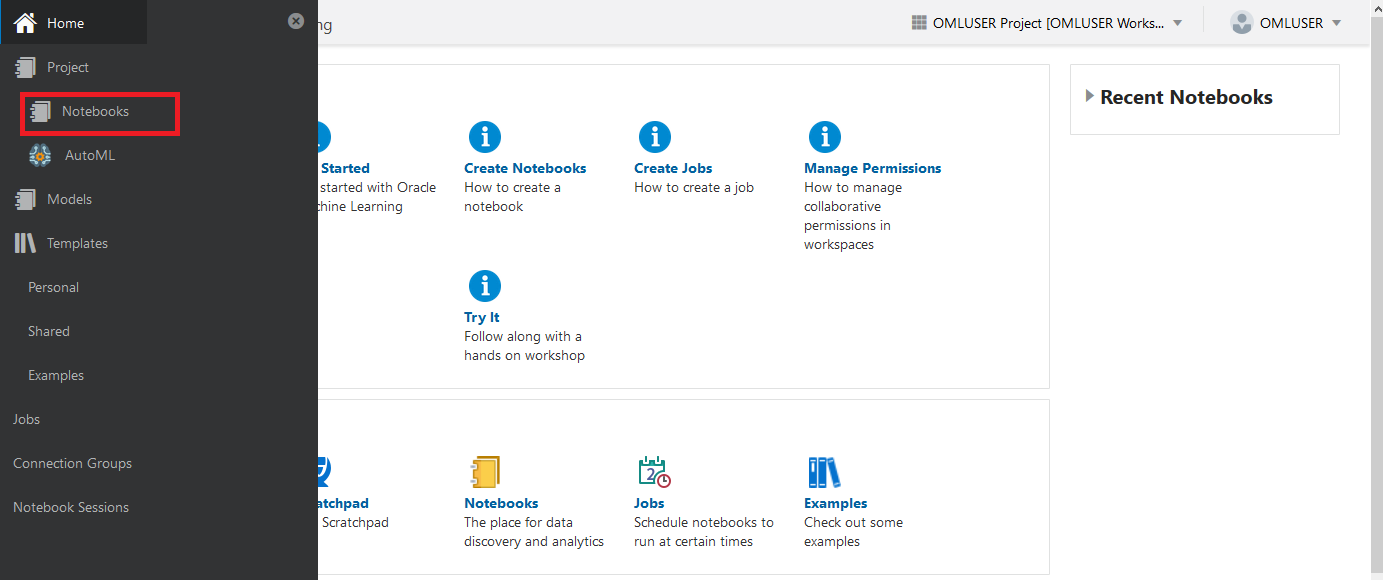 Home
ng
OMLUSER Project [OMLUSER Works...
OMLUSER
Project
Notebooks
AutoML
Models
Templates
Personal
Shared
Examples
Jobs
Connection Groups
Notebook Sessions
Started
started with Oracle
chine Learning
Create Notebooks
How to create a
notebook
Create Jobs
How to create a job
Manage Permissions
How to manage
collaborative
permissions in
workspaces
Try It
Follow along with a
hands on workshop
Recent Notebooks
atchpad
Scratchpad
Notebooks
The place for data
discovery and analytics
2
Jobs
Schedule notebooks to
run at certain times
Examples
Check out some
examples